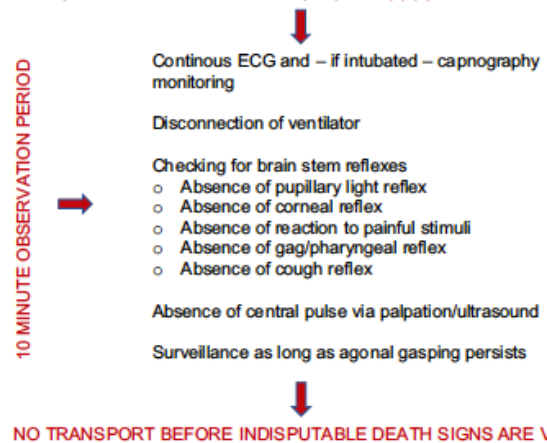 10 MINUTE OBSERVATION PERIOD
Continous ECG and – if intubated – capnography
monitoring
Disconnection of ventilator
Checking for brain stem reflexes
o Absence of pupillary light reflex
o Absence of corneal reflex
o Absence of reaction to painful stimuli
o Absence of gag/pharyngeal reflex
o Absence of cough reflex
Absence of central pulse via palpation/ultrasound
Surveillance as long as agonal gasping persists
NO TRANSPORT BEFORE INDISPUTABLE DEATH SIGNS ARE